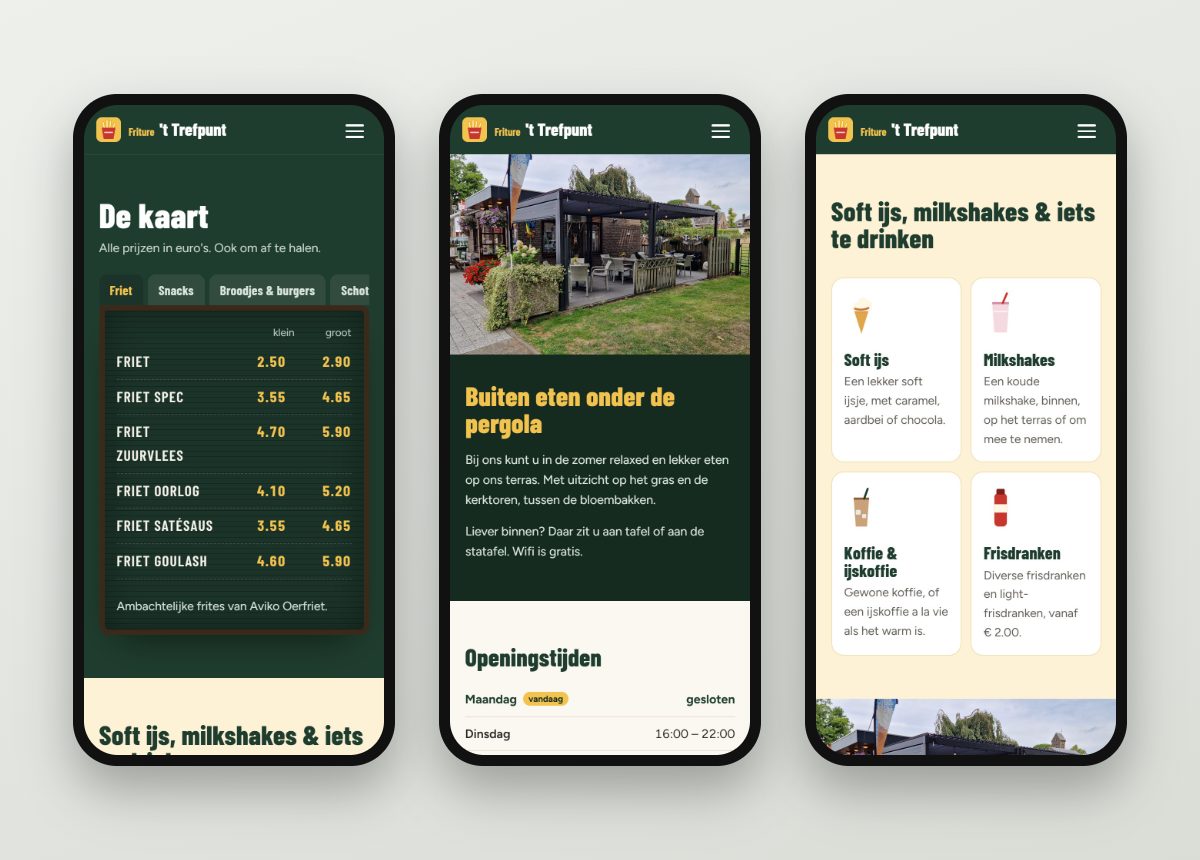 Friture 't Trefpunt
De kaart
Alle prijzen in euro's. Ook om af te halen.
Friet Snacks Broodjes & burgers Schot
klein groot
FRIET 2.50 2.90
FRIET SPEC 3.55 4.65
FRIET 4.70 5.90
ZUURVLEES
FRIET OORLOG 4.10 5.20
FRIET SATÉSAUS 3.55 4.65
FRIET GOULASH 4.60 5.90
Ambachtelijke frites van Aviko Oerfriet.
Soft ijs, milkshakes & iets
Friture 't Trefpunt
Buiten eten onder de
pergola
Bij ons kunt u in de zomer relaxed en lekker eten
op ons terras. Met uitzicht op het gras en de
kerktoren, tussen de bloembakken.
Liever binnen? Daar zit u aan tafel of aan de
statafel. Wifi is gratis.
Openingstijden
Maandag vandaag gesloten
Dinsdag 16:00 – 22:00
Friture 't Trefpunt
Soft ijs, milkshakes & iets
te drinken
Soft ijs
Een lekker soft
ijsje, met caramel,
aardbei of chocola.
Milkshakes
Een koude
milkshake, binnen,
op het terras of om
mee te nemen.
Koffie &
ijskoffie
Gewone koffie, of
een ijskoffie a la vie
als het warm is.
Frisdranken
Diverse frisdranken
en light-
frisdranken, vanaf
€ 2.00.